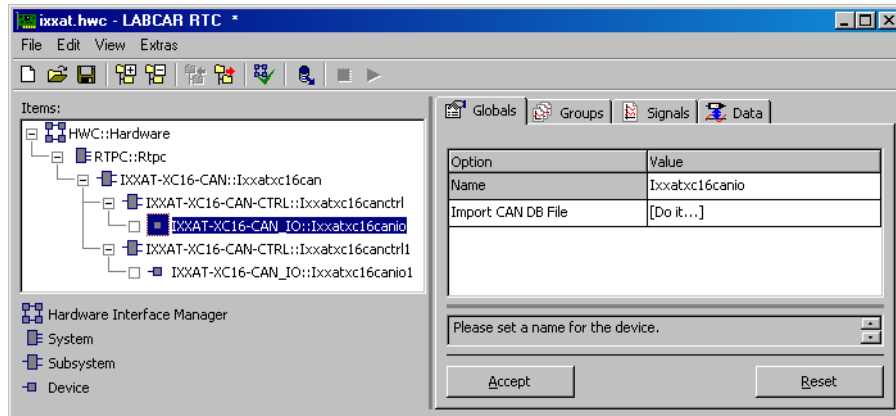 ixxat.hwc - LABCAR RTC *
File Edit View Extras
Items:
HWC::Hardware
RTPC::Rtpc
IXXAT-XC16-CAN::Ixxatxc16can
IXXAT-XC16-CAN-CTRL::Ixxatxc16canctrl
IXXAT-XC16-CAN_IO::Ixxatxc16canio
IXXAT-XC16-CAN-CTRL::Ixxatxc16canctrl1
IXXAT-XC16-CAN_IO::Ixxatxc16canio1
Hardware Interface Manager
System
Subsystem
Device
Globals Groups Signals Data
Option Value
Name Ixxatxc16canio
Import CAN DB File [Do it...]
Please set a name for the device.
Accept Reset